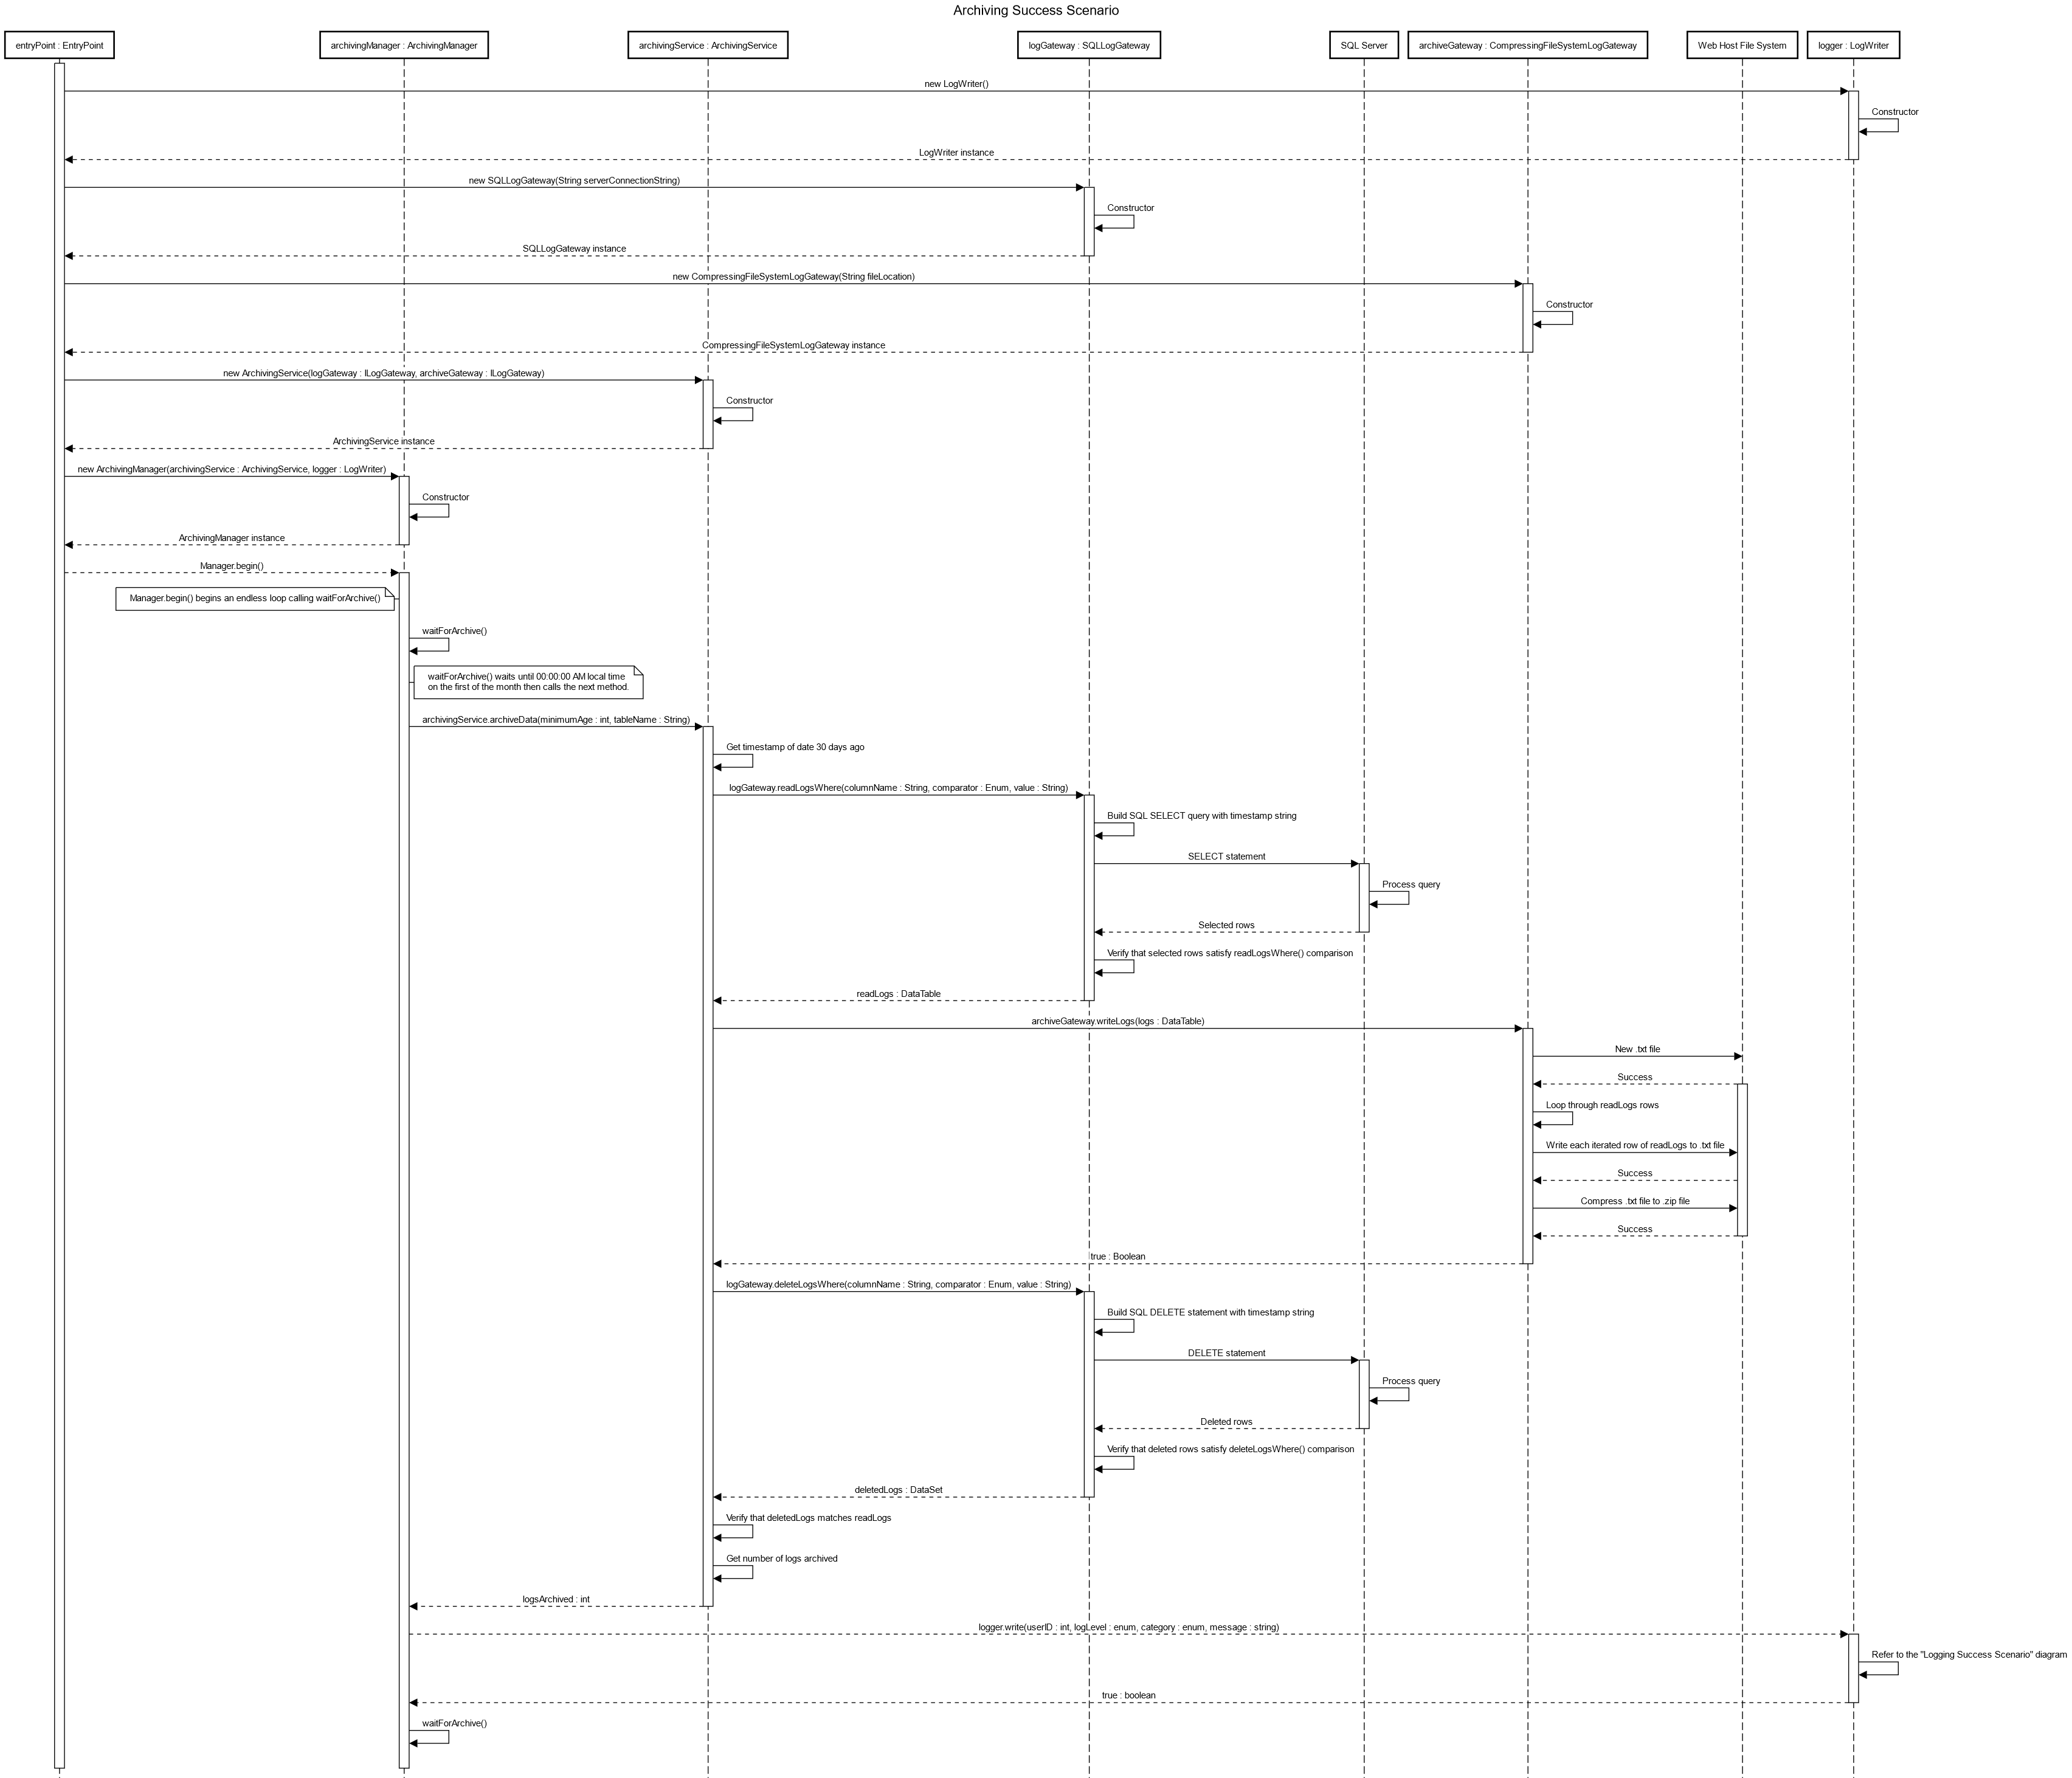 Archiving Success Scenario
entryPoint : EntryPoint
archivingManager : ArchivingManager
archivingService : ArchivingService
logGateway : SQLLogGateway
SQL Server
archiveGateway : CompressingFileSystemLogGateway
Web Host File System
logger : LogWriter
new LogWriter()
Constructor
LogWriter instance
new SQLLogGateway(String serverConnectionString)
Constructor
SQLLogGateway instance
new CompressingFileSystemLogGateway(String fileLocation)
Constructor
CompressingFileSystemLogGateway instance
new ArchivingService(logGateway : ILogGateway, archiveGateway : ILogGateway)
Constructor
ArchivingService instance
new ArchivingManager(archivingService : ArchivingService, logger : LogWriter)
Constructor
ArchivingManager instance
Manager.begin()
Manager.begin() begins an endless loop calling waitForArchive()
waitForArchive()
waitForArchive() waits until 00:00:00 AM local time
on the first of the month then calls the next method.
archivingService.archiveData(minimumAge : int, tableName : String)
Get timestamp of date 30 days ago
logGateway.readLogsWhere(columnName : String, comparator : Enum, value : String)
Build SQL SELECT query with timestamp string
SELECT statement
Process query
Selected rows
Verify that selected rows satisfy readLogsWhere() comparison
readLogs : DataTable
archiveGateway.writeLogs(logs : DataTable)
New .txt file
Success
Loop through readLogs rows
Write each iterated row of readLogs to .txt file
Success
Compress .txt file to .zip file
Success
true : Boolean
logGateway.deleteLogsWhere(columnName : String, comparator : Enum, value : String)
Build SQL DELETE statement with timestamp string
DELETE statement
Process query
Deleted rows
Verify that deleted rows satisfy deleteLogsWhere() comparison
deletedLogs : DataSet
Verify that deletedLogs matches readLogs
Get number of logs archived
logsArchived : int
logger.write(userID : int, logLevel : enum, category : enum, message : string)
Refer to the "Logging Success Scenario" diagram
true : boolean
waitForArchive()